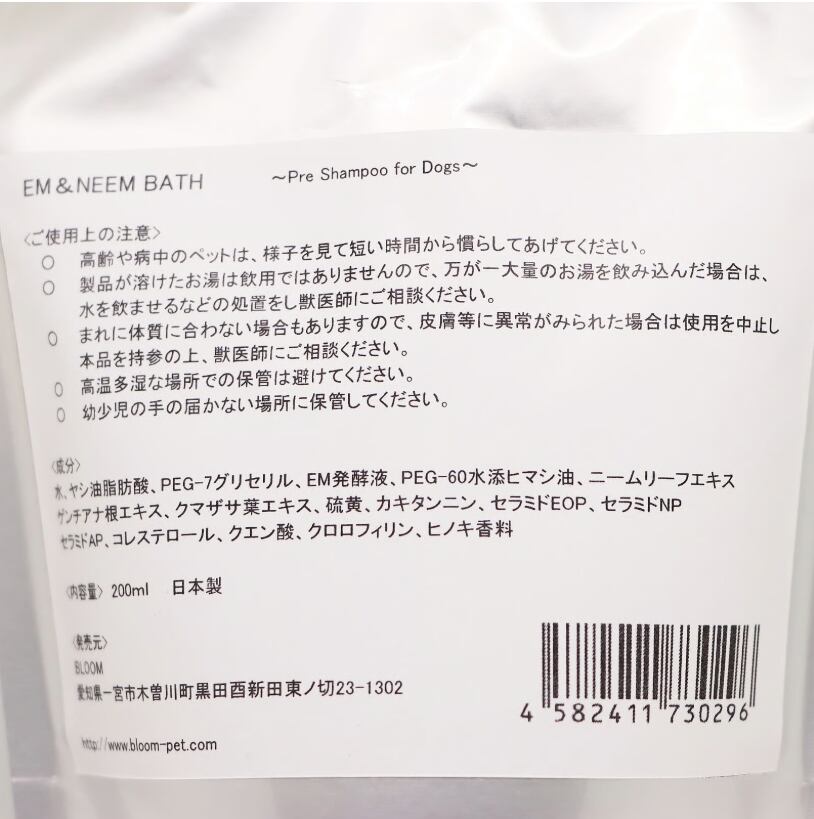 EM&NEEM BATH ～Pre Shampoo for Dogs～
〈ご使用上の注意〉
○ 高齢や病中のペットは、様子を見て短い時間から慣らしてあげてください。
○ 製品が溶けたお湯は飲用ではありませんので、万が一大量のお湯を飲み込んだ場合は、
水を飲ませるなどの処置をし獣医師にご相談ください。
○ まれに体質に合わない場合もありますので、皮膚等に異常がみられた場合は使用を中止し
本品を持参の上、獣医師にご相談ください。
○ 高温多湿な場所での保管は避けてください。
○ 幼少児の手の届かない場所に保管してください。
〈成分〉
水、ヤシ油脂肪酸、PEG-7グリセリル、EM発酵液、PEG-60水添ヒマシ油、ニームリーフエキス
ゲンチアナ根エキス、クマザサ葉エキス、硫黄、カキタンニン、セラミドEOP、セラミドNP
セラミドAP、コレステロール、クエン酸、クロロフィリン、ヒノキ香料
〈内容量〉 200ml 日本製
〈発売元〉
BLOOM
愛知県一宮市木曽川町黒田酉新田東ノ切23-1302
http://www.bloom-pet.com
4 582411 730296